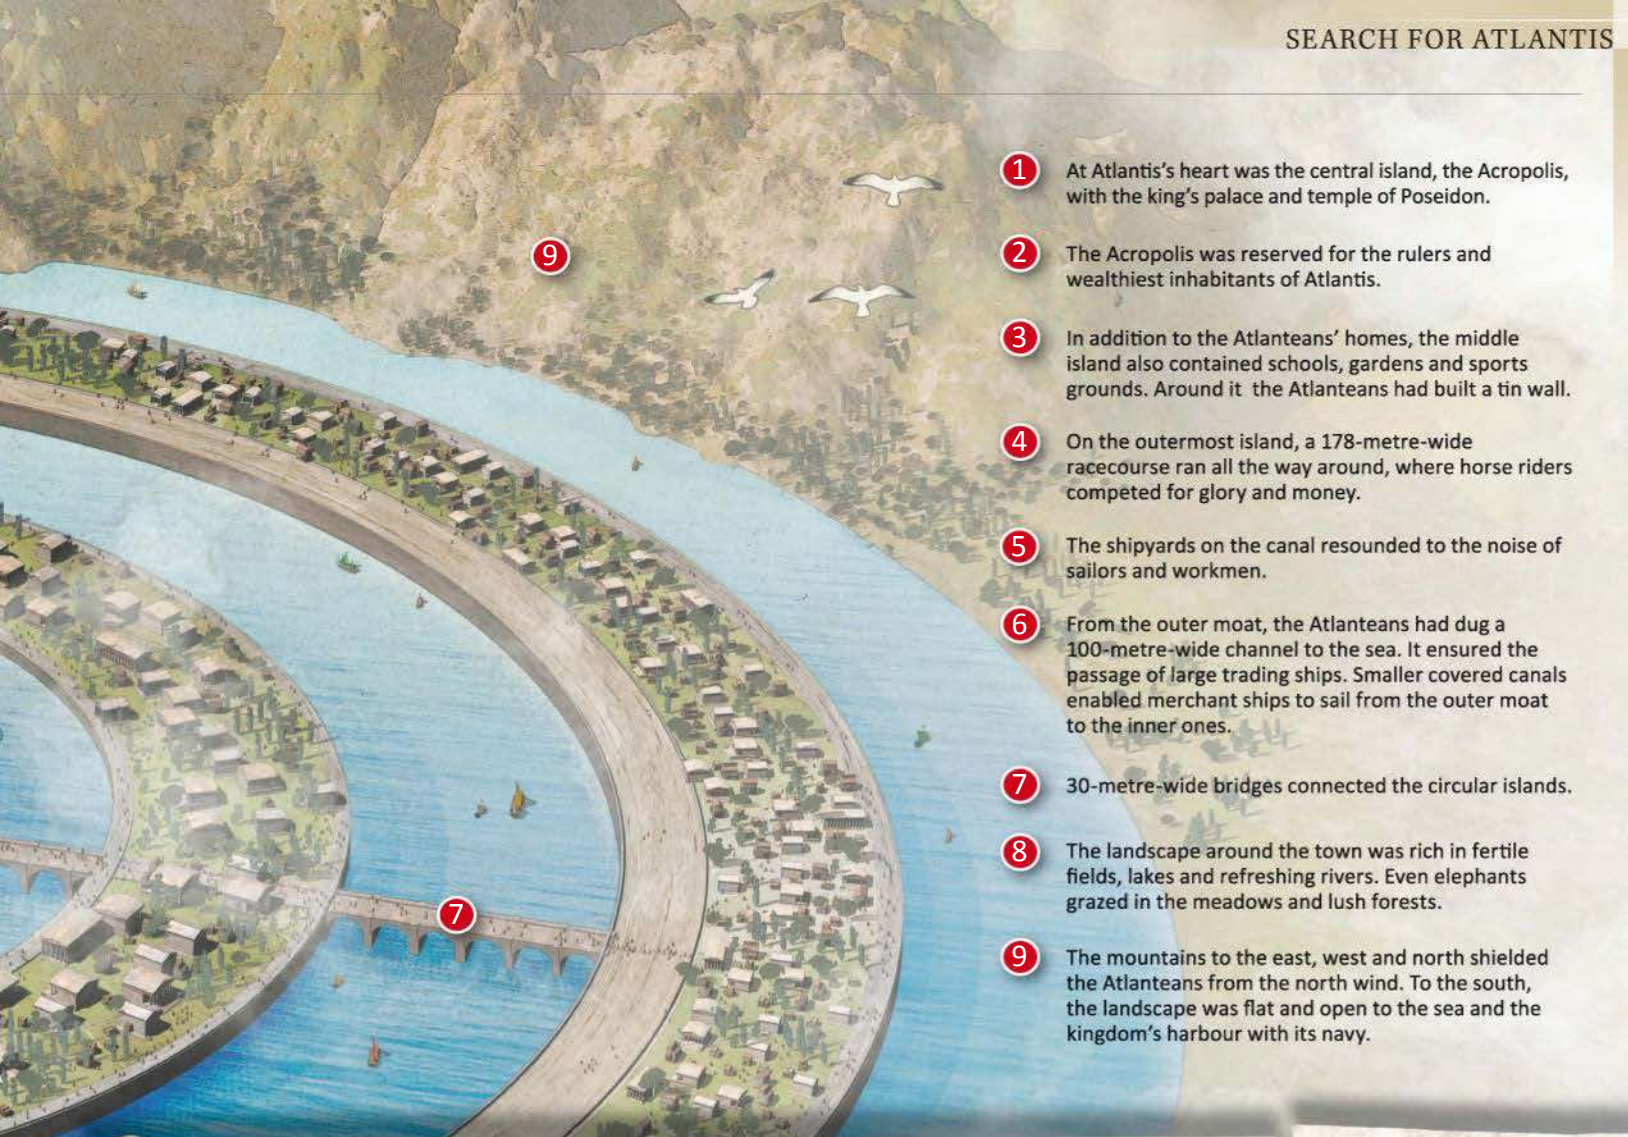 SEARCH FOR ATLANTIS
1 At Atlantis's heart was the central island, the Acropolis,
with the king's palace and temple of Poseidon.
2 The Acropolis was reserved for the rulers and
wealthiest inhabitants of Atlantis.
3 In addition to the Atlanteans' homes, the middle
island also contained schools, gardens and sports
grounds. Around it the Atlanteans had built a tin wall.
4 On the outermost island, a 178-metre-wide
racecourse ran all the way around, where horse riders
competed for glory and money.
5 The shipyards on the canal resounded to the noise of
sailors and workmen.
6 From the outer moat, the Atlanteans had dug a
100-metre-wide channel to the sea. It ensured the
passage of large trading ships. Smaller covered canals
enabled merchant ships to sail from the outer moat
to the inner ones.
7 30-metre-wide bridges connected the circular islands.
8 The landscape around the town was rich in fertile
fields, lakes and refreshing rivers. Even elephants
grazed in the meadows and lush forests.
9 The mountains to the east, west and north shielded
the Atlanteans from the north wind. To the south,
the landscape was flat and open to the sea and the
kingdom's harbour with its navy.
9
7